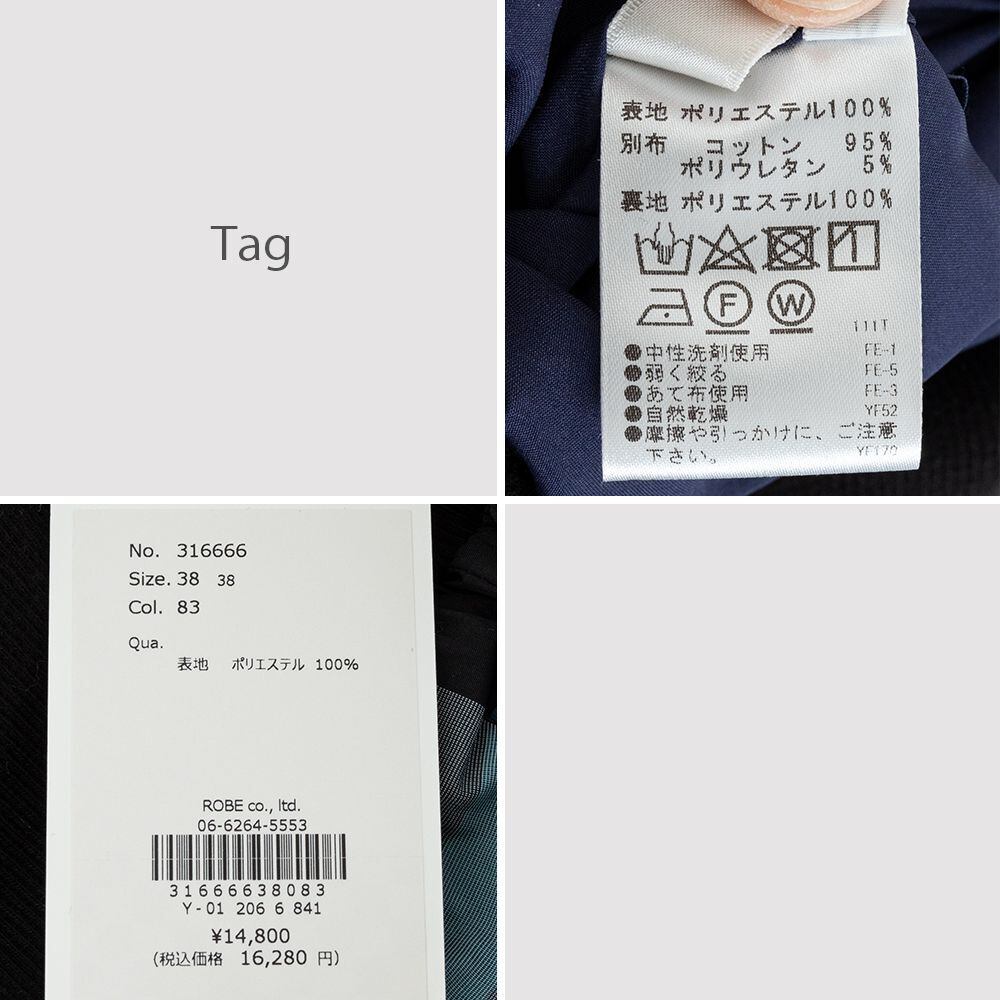 Tag
表地 ポリエステル100%
別布 コットン 95%
ポリウレタン 5%
裏地 ポリエステル100%
1
F W
111T
●中性洗剤使用 FE-1
●弱く絞る FE-5
●あて布使用 FE-3
●自然乾燥 YF52
●摩擦や引っかけに、ご注意
下さい。 YF170
No. 316666
Size. 38 38
Col. 83
Qua.
表地 ポリエステル 100%
ROBE co., ltd.
06-6264-5553
31666638083
Y-01 206 6 841
¥14,800
(税込価格 16,280 円)